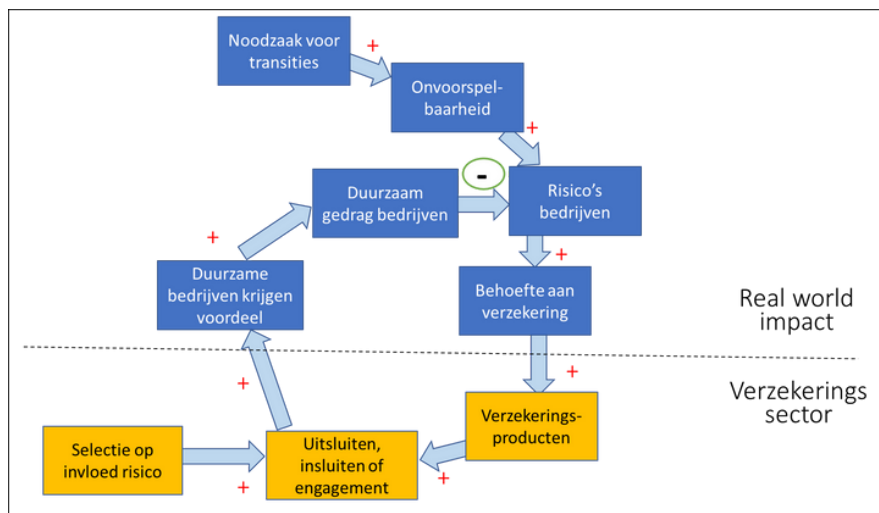 Noodzaak voor
transities
+
Onvoorspel-
baarheid
+
-
Duurzaam
gedrag bedrijven
Risico's
bedrijven
+
+
Duurzame
bedrijven krijgen
voordeel
Behoefte aan
verzekering
Real world
impact
+
+
Verzekerings
sector
Verzekerings-
producten
Selectie op
invloed risico
Uitsluiten,
insluiten of
engagement
+
+